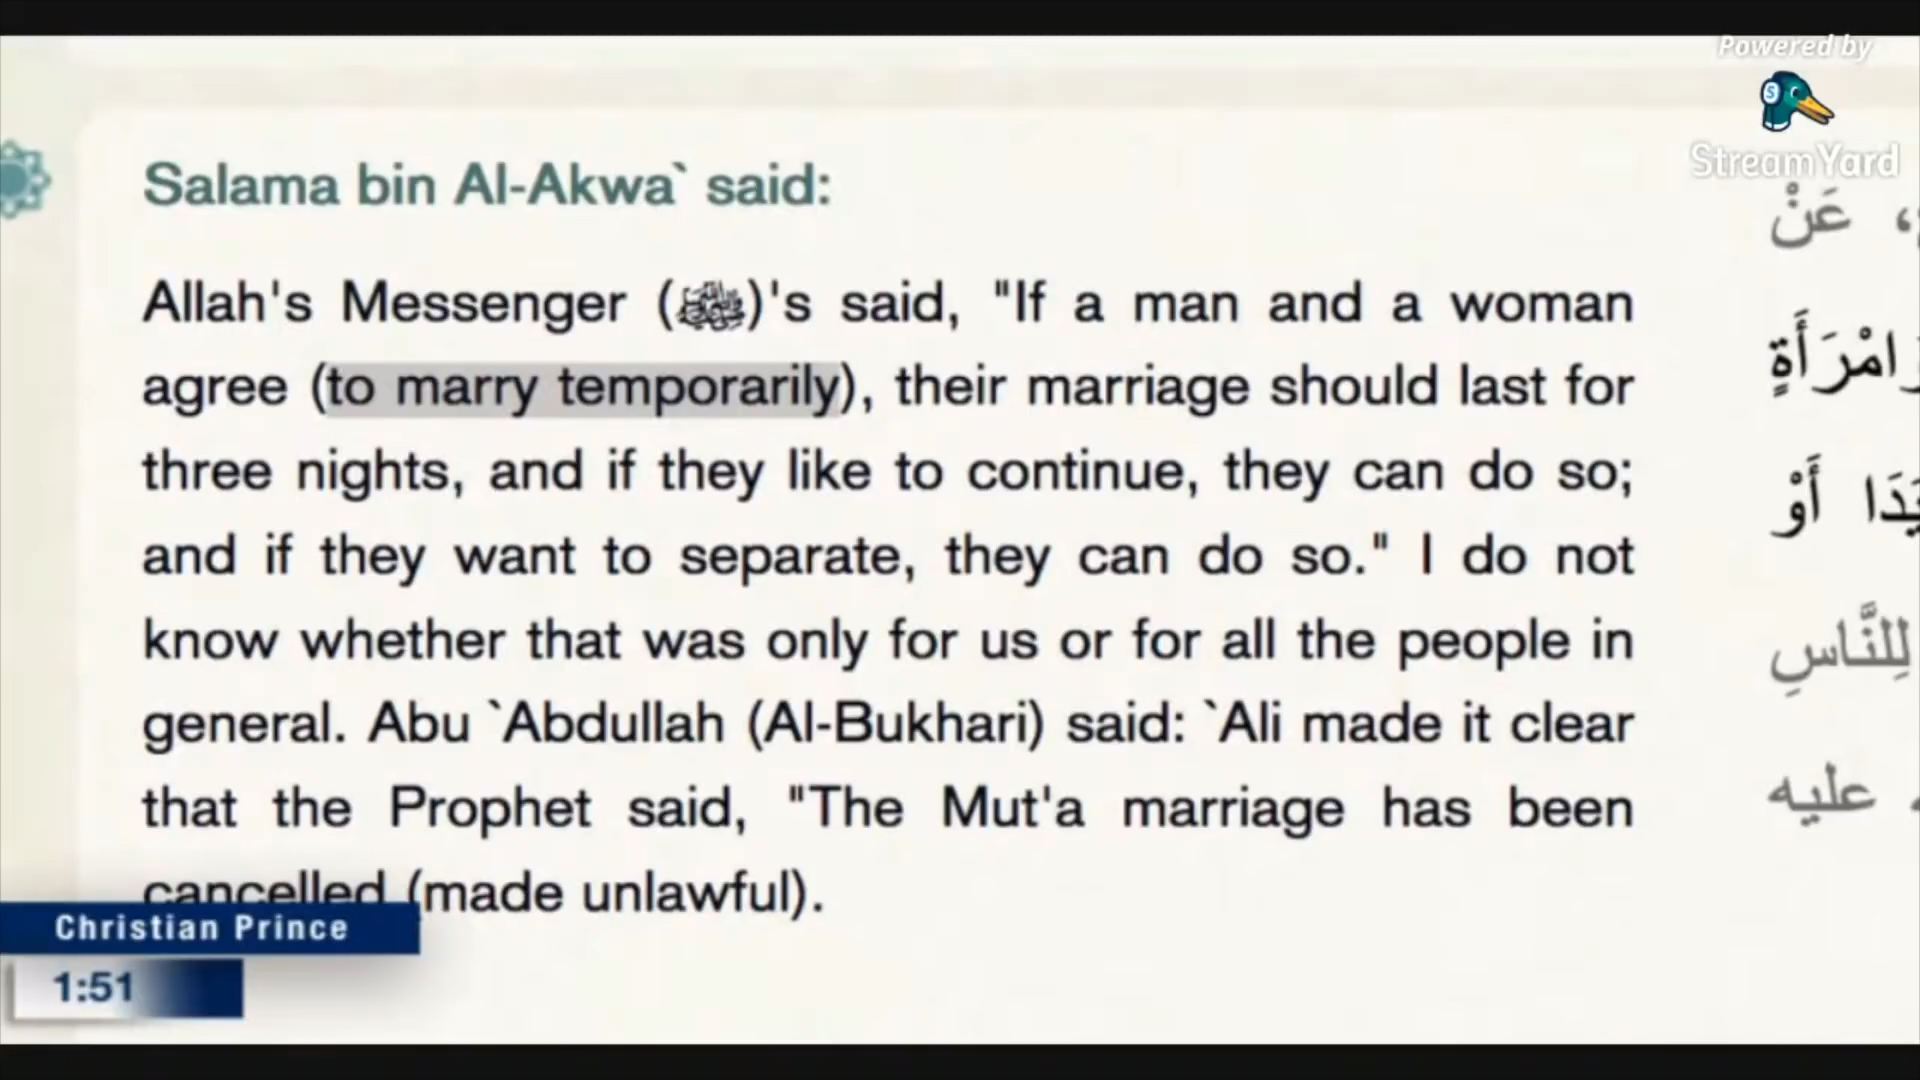 Powered by
StreamYard
Salama bin Al-Akwa` said:
Allah's Messenger (ﷺ)'s said, "If a man and a woman
agree (to marry temporarily), their marriage should last for
three nights, and if they like to continue, they can do so;
and if they want to separate, they can do so." I do not
know whether that was only for us or for all the people in
general. Abu `Abdullah (Al-Bukhari) said: `Ali made it clear
that the Prophet said, "The Mut'a marriage has been
cancelled (made unlawful).
، عَنْ
امْرَأَةٍ
أَوْ
لِلنَّاسِ
عليه
Christian Prince
1:51